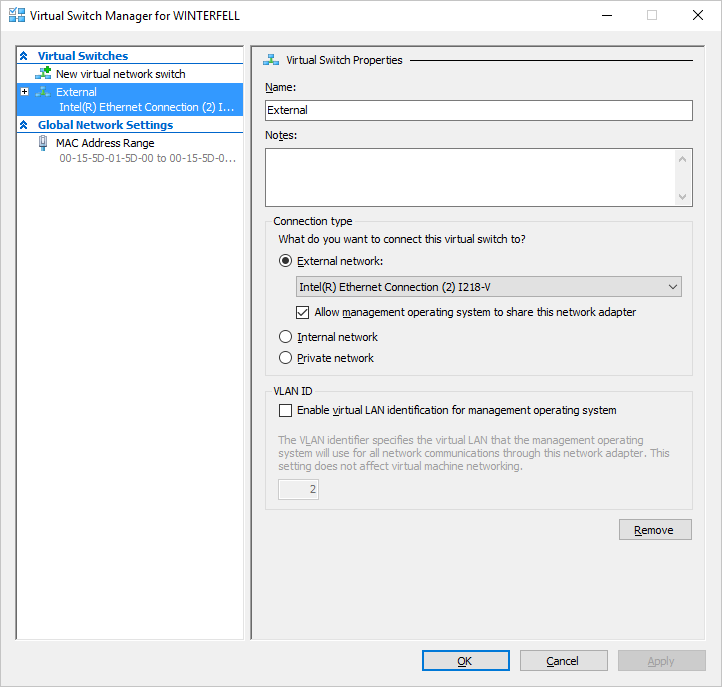 Virtual Switch Manager for WINTERFELL
Virtual Switches
New virtual network switch
External
Intel(R) Ethernet Connection (2) I...
Global Network Settings
MAC Address Range
00-15-5D-01-5D-00 to 00-15-5D-0...
Virtual Switch Properties
Name:
External
Notes:
Connection type
What do you want to connect this virtual switch to?
External network:
Intel(R) Ethernet Connection (2) I218-V
Allow management operating system to share this network adapter
Internal network
Private network
VLAN ID
Enable virtual LAN identification for management operating system
The VLAN identifier specifies the virtual LAN that the management operating
system will use for all network communications through this network adapter. This
setting does not affect virtual machine networking.
2
Remove
OK
Cancel
Apply